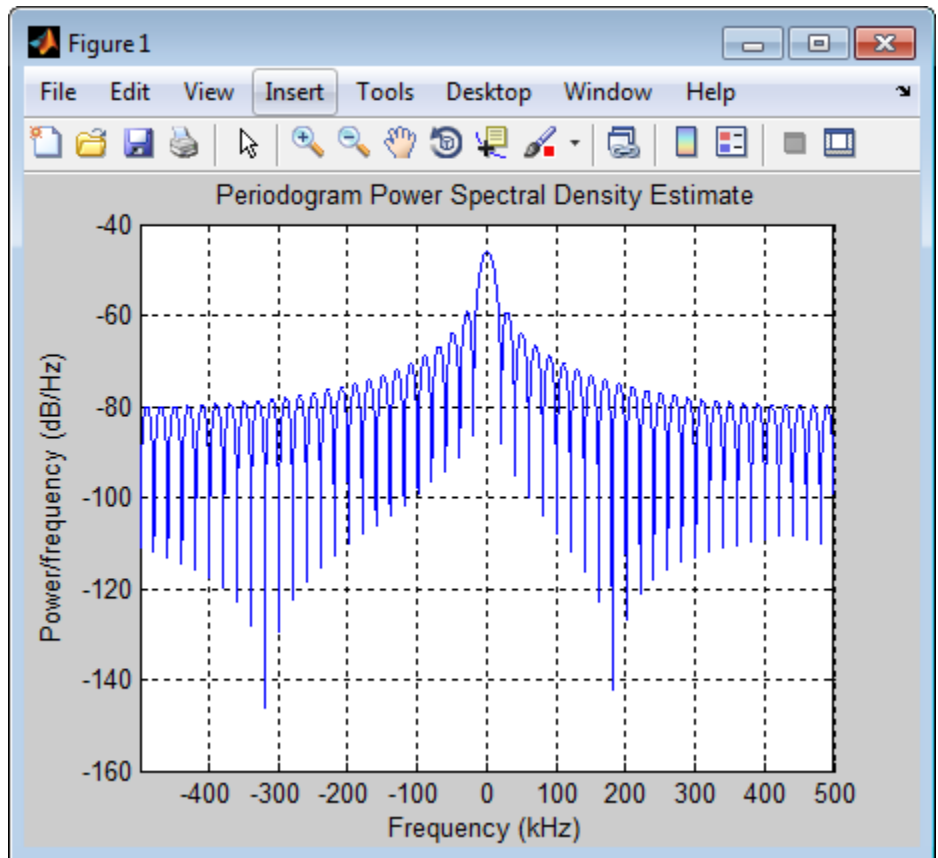 Figure 1
File Edit View Insert Tools Desktop Window Help
Periodogram Power Spectral Density Estimate
-40
-60
-80
-100
-120
-140
-160
Power/frequency (dB/Hz)
-400 -300 -200 -100 0 100 200 300 400 500
Frequency (kHz)